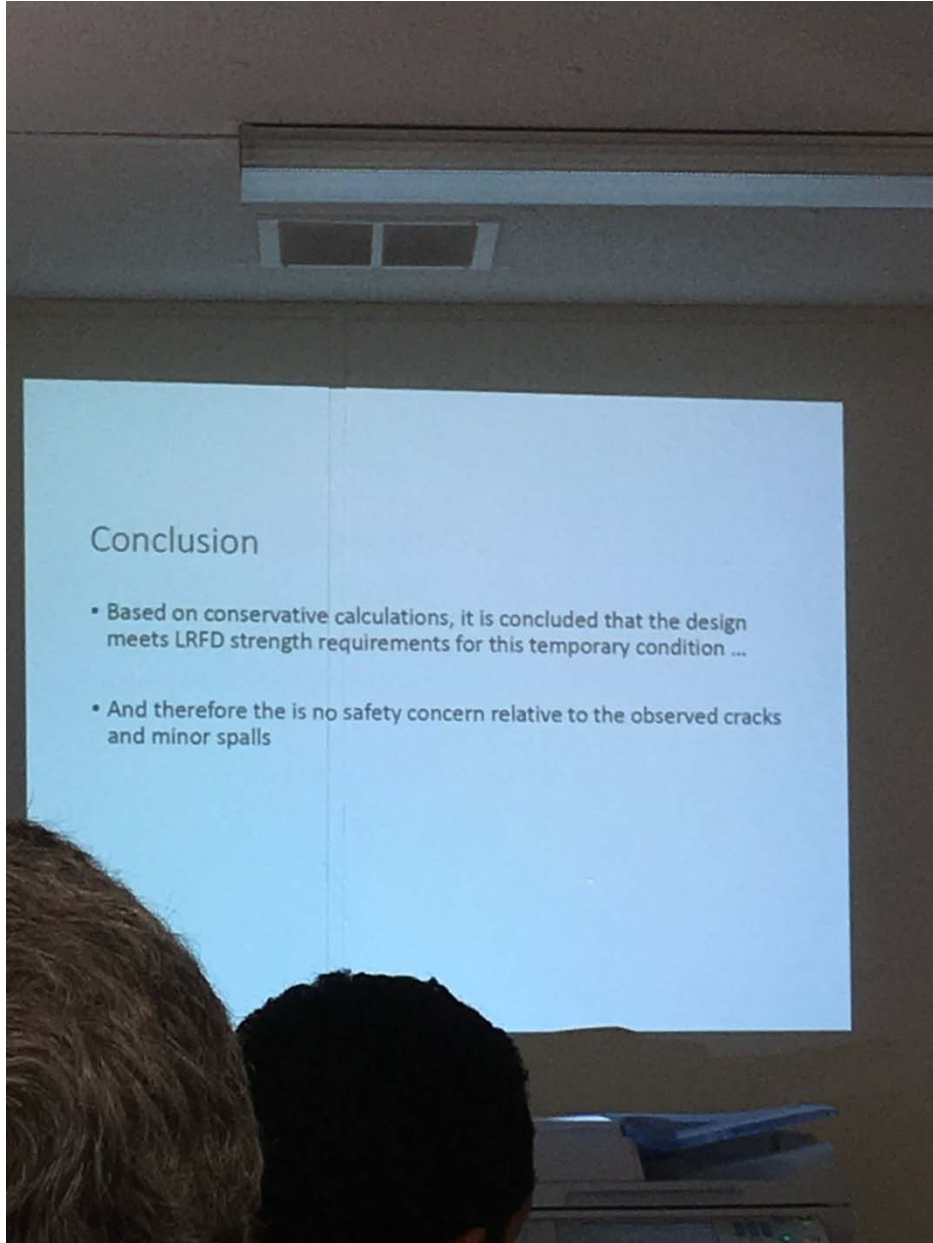 Conclusion
• Based on conservative calculations, it is concluded that the design
meets LRFD strength requirements for this temporary condition ...
• And therefore the is no safety concern relative to the observed cracks
and minor spalls